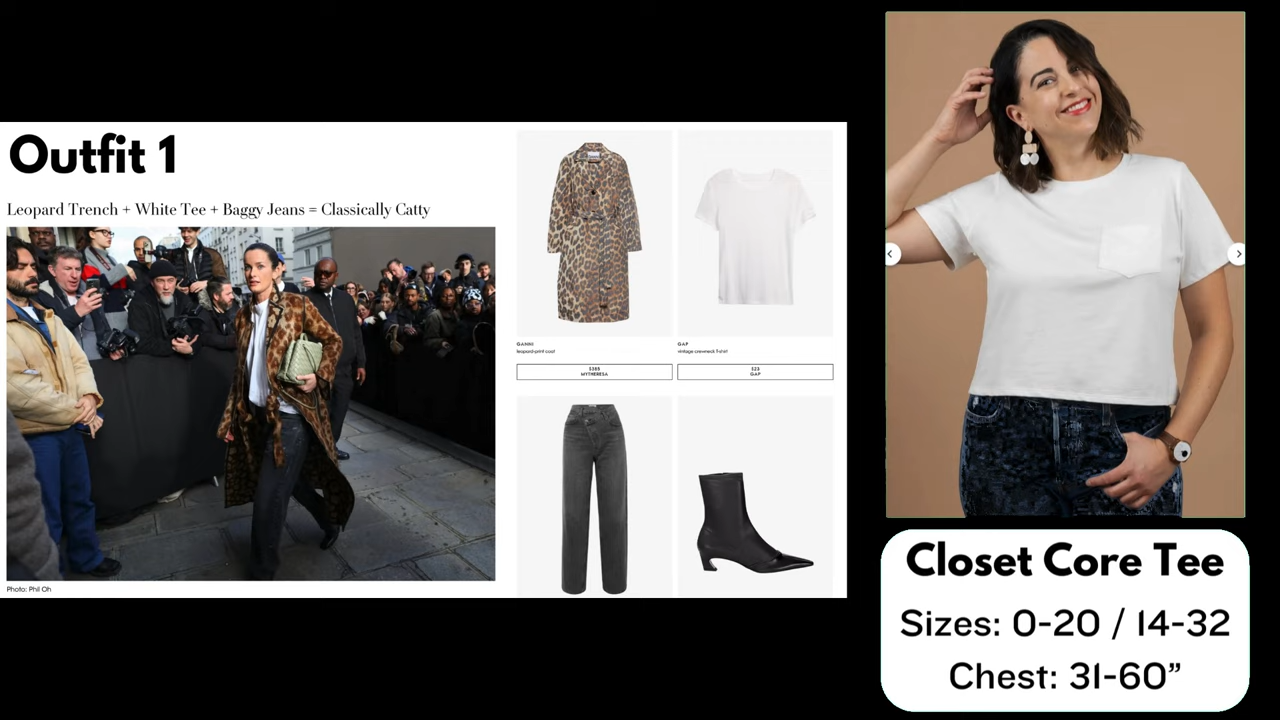 Outfit 1
Leopard Trench + White Tee + Baggy Jeans = Classically Catty
Photo: Phil Oh
GANNI
leopard-print coat
$385
MYTHERESA
GAP
vintage crewneck T-shirt
$23
GAP
Closet Core Tee
Sizes: 0-20 / 14-32
Chest: 31-60”